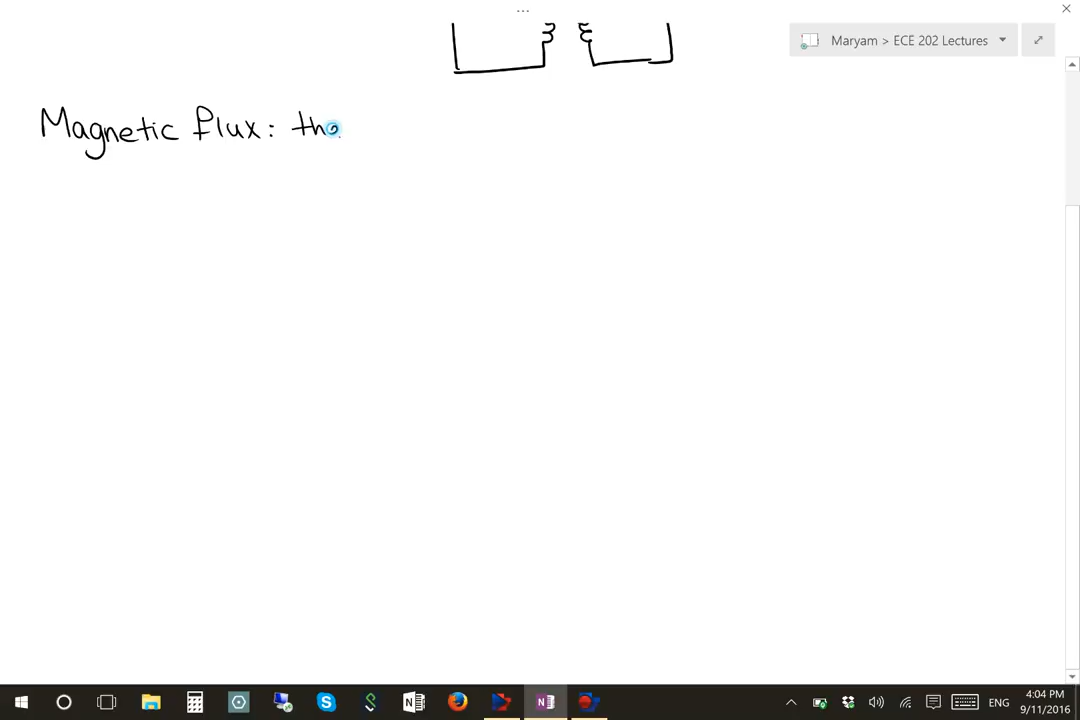 ...
Maryam > ECE 202 Lectures
Magnetic flux: the
ENG
4:04 PM
9/11/2016